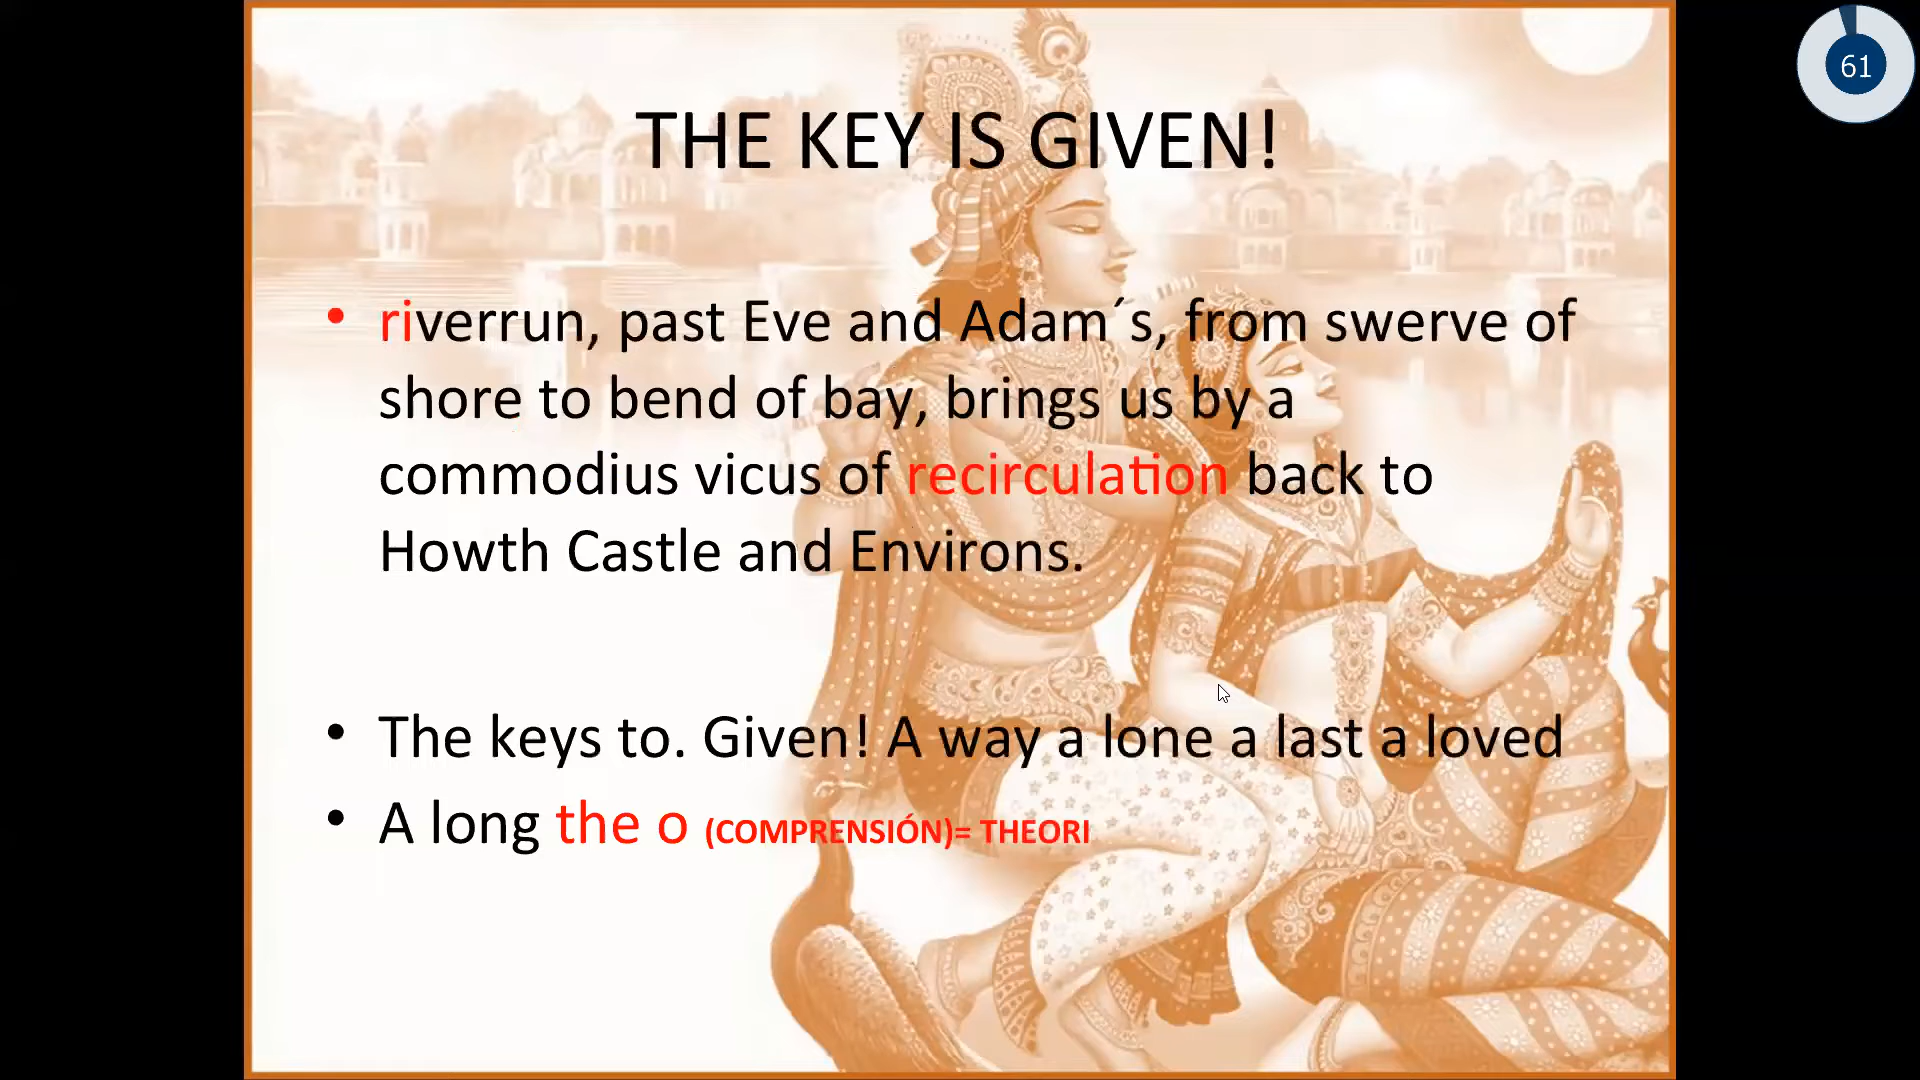 61
THE KEY IS GIVEN!
• riverrun, past Eve and Adam´s, from swerve of
shore to bend of bay, brings us by a
commodius vicus of recirculation back to
Howth Castle and Environs.
• The keys to. Given! A way a lone a last a loved
• A long the o (COMPRENSIÓN)= THEORI